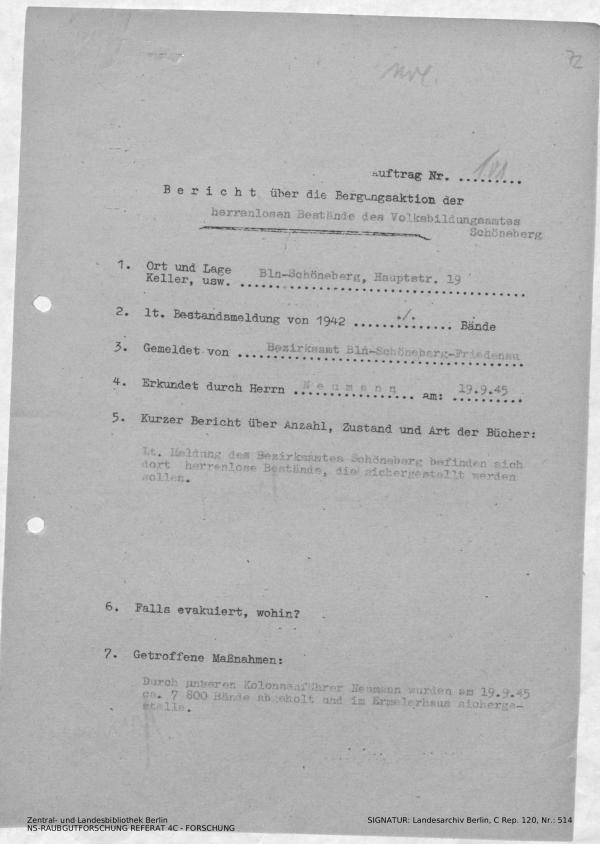 72
Auftrag Nr. ..........
B e r i c h t über die Bergungsaktion der
herrenlosen Bestände des Volksbildungsamtes
Schöneberg
1. Ort und Lage Bln-Schöneberg, Hauptstr. 19
Keller, usw. ..............................
2. lt. Bestandsmeldung von 1942 ......./....... Bände
3. Gemeldet von Bezirksamt Bln-Schöneberg-Friedenau
4. Erkundet durch Herrn N e u m a n n am: 19.9.45
5. Kurzer Bericht über Anzahl, Zustand und Art der Bücher:
Lt. Meldung des Bezirksamtes Schöneberg befinden sich
dort herrenlose Bestände, die sichergestellt werden
sollen.
6. Falls evakuiert, wohin?
7. Getroffene Maßnahmen:
Durch unseren Kolonnenführer Neumann wurden am 19.9.45
ca. 7 800 Bände abgeholt und im Ermelerhaus sicherge-
stellt.
Zentral- und Landesbibliothek Berlin
NS-RAUBGUTFORSCHUNG REFERAT 4C - FORSCHUNG
SIGNATUR: Landesarchiv Berlin, C Rep. 120, Nr.: 514